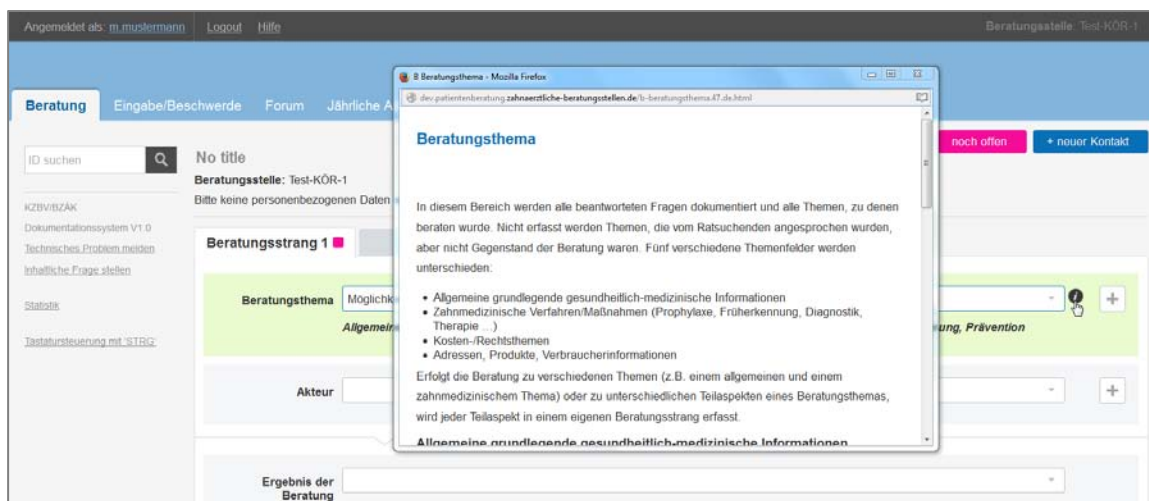 Angemeldet als: m.mustermann Logout Hilfe Beratungsstelle: Test-KÖR-1
B Beratungsthema - Mozilla Firefox
dev.patientenberatung.zahnaerztliche-beratungsstellen.de/b-beratungsthema.47.de.html
Beratung Eingabe/Beschwerde Forum Jährliche A
Beratungsthema
noch offen + neuer Kontakt
ID suchen
No title
Beratungsstelle: Test-KÖR-1
Bitte keine personenbezogenen Daten
KZBV/BZÄK
Dokumentationssystem V1.0
Technisches Problem melden
Inhaltliche Frage stellen
Statistik
Tastatursteuerung mit 'STRG'
In diesem Bereich werden alle beantworteten Fragen dokumentiert und alle Themen, zu denen
beraten wurde. Nicht erfasst werden Themen, die vom Ratsuchenden angesprochen wurden,
aber nicht Gegenstand der Beratung waren. Fünf verschiedene Themenfelder werden
unterschieden:
• Allgemeine grundlegende gesundheitlich-medizinische Informationen
• Zahnmedizinische Verfahren/Maßnahmen (Prophylaxe, Früherkennung, Diagnostik,
Therapie ...)
• Kosten-/Rechtsthemen
• Adressen, Produkte, Verbraucherinformationen
Erfolgt die Beratung zu verschiedenen Themen (z.B. einem allgemeinen und einem
zahnmedizinischem Thema) oder zu unterschiedlichen Teilaspekten eines Beratungsthemas,
wird jeder Teilaspekt in einem eigenen Beratungsstrang erfasst.
Allgemeine grundlegende gesundheitlich-medizinische Informationen
Beratungsstrang 1
Beratungsthema Möglichk
Allgemein ung, Prävention
Akteur
Ergebnis der
Beratung